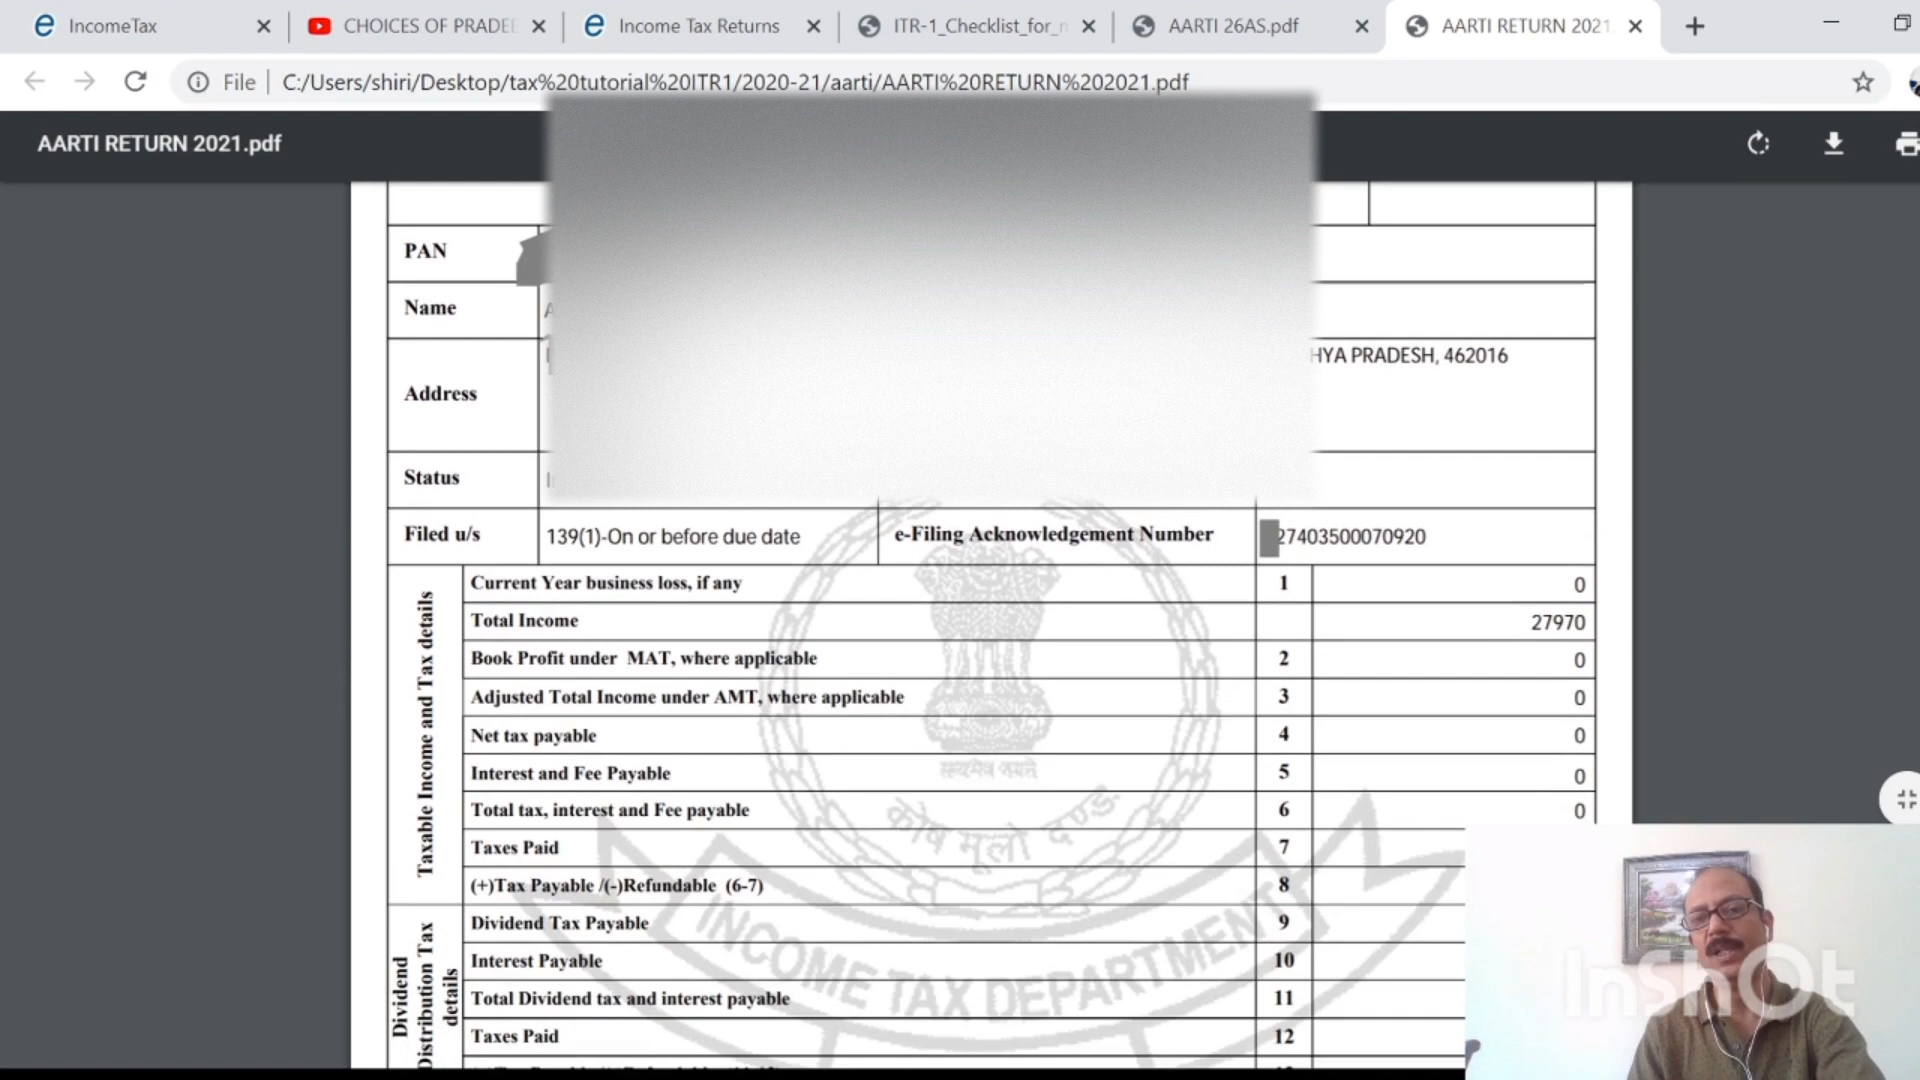 IncomeTax
CHOICES OF PRADEE
Income Tax Returns
ITR-1_Checklist_for_m
AARTI 26AS.pdf
AARTI RETURN 2021
File
C:/Users/shiri/Desktop/tax%20tutorial%20ITR1/2020-21/aarti/AARTI%20RETURN%202021.pdf
AARTI RETURN 2021.pdf
PAN
Name
HYA PRADESH, 462016
Address
Status
Filed u/s
139(1)-On or before due date
e-Filing Acknowledgement Number
27403500070920
Taxable Income and Tax details
Current Year business loss, if any 1 0
Total Income 27970
Book Profit under MAT, where applicable 2 0
Adjusted Total Income under AMT, where applicable 3 0
Net tax payable 4 0
Interest and Fee Payable 5 0
Total tax, interest and Fee payable 6 0
Taxes Paid 7
(+)Tax Payable /(-)Refundable (6-7) 8
Dividend
Distribution Tax
details
Dividend Tax Payable 9
Interest Payable 10
Total Dividend tax and interest payable 11
Taxes Paid 12
सत्यमेव जयते
कोष मूलो दण्ड:
INCOME TAX DEPARTMENT
InShOt